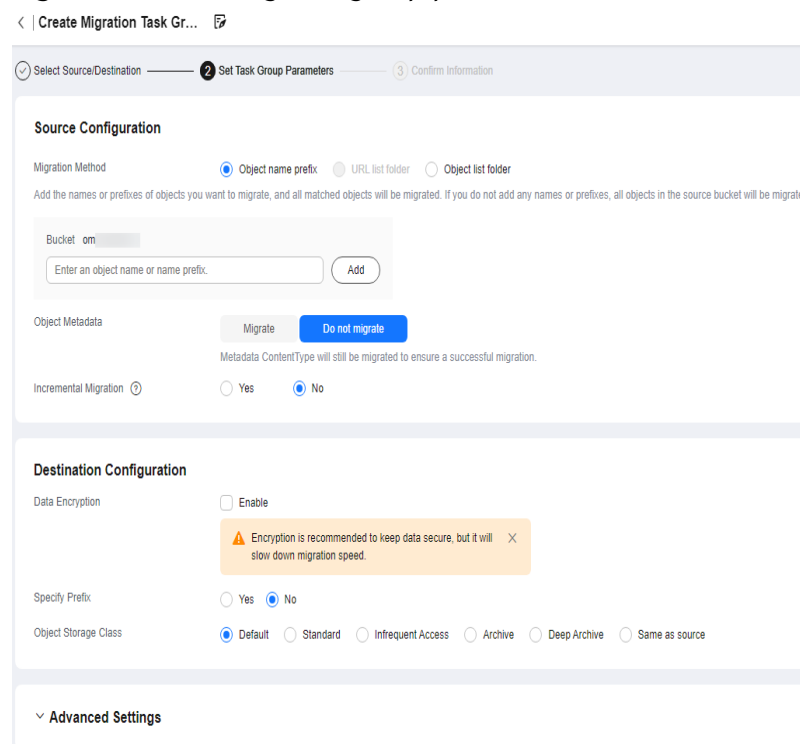 Create Migration Task Gr...
Select Source/Destination 2 Set Task Group Parameters 3 Confirm Information
Source Configuration
Migration Method Object name prefix URL list folder Object list folder
Add the names or prefixes of objects you want to migrate, and all matched objects will be migrated. If you do not add any names or prefixes, all objects in the source bucket will be migrate
Bucket om
Enter an object name or name prefix. Add
Object Metadata Migrate Do not migrate
Metadata ContentType will still be migrated to ensure a successful migration.
Incremental Migration ? Yes No
Destination Configuration
Data Encryption Enable
Encryption is recommended to keep data secure, but it will
slow down migration speed.
Specify Prefix Yes No
Object Storage Class Default Standard Infrequent Access Archive Deep Archive Same as source
Advanced Settings